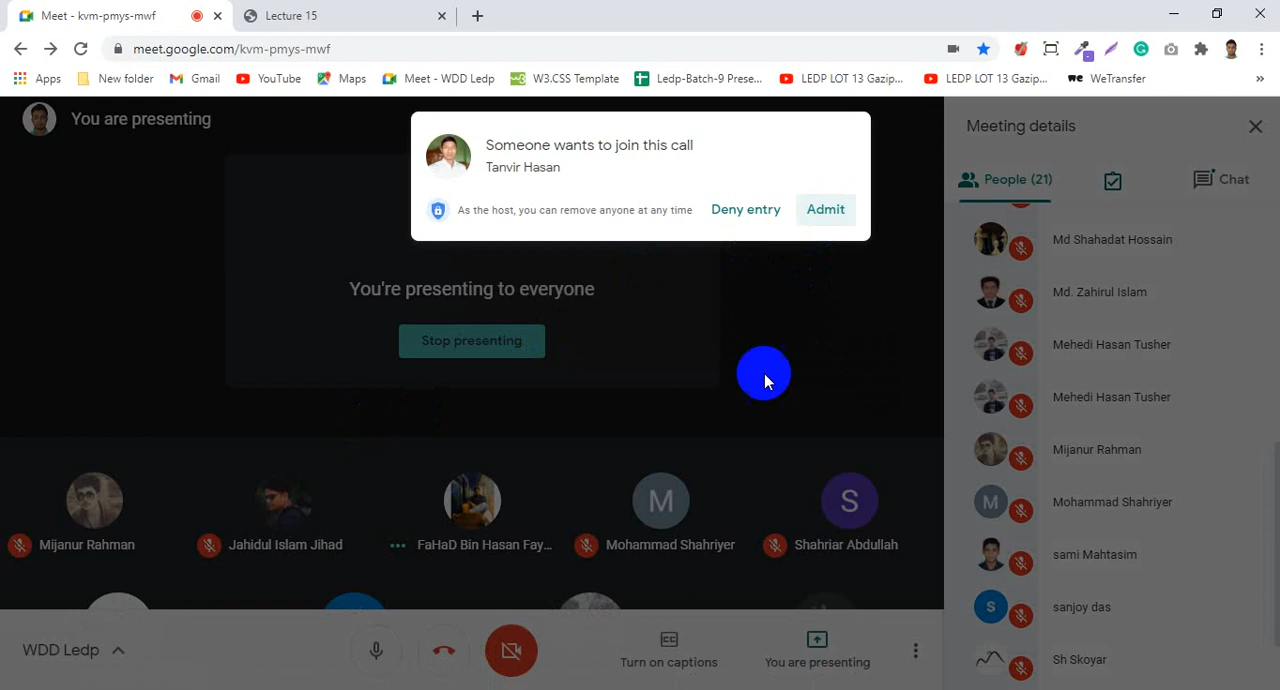 Meet - kvm-pmys-mwf
Lecture 15
meet.google.com/kvm-pmys-mwf
Apps
New folder
Gmail
YouTube
Maps
Meet - WDD Ledp
W3.CSS Template
Ledp-Batch-9 Prese...
LEDP LOT 13 Gazip...
LEDP LOT 13 Gazip...
we WeTransfer
»
You are presenting
Someone wants to join this call
Tanvir Hasan
As the host, you can remove anyone at any time
Deny entry
Admit
You're presenting to everyone
Stop presenting
Mijanur Rahman
Jahidul Islam Jihad
FaHaD Bin Hasan Fay...
M
Mohammad Shahriyer
S
Shahriar Abdullah
WDD Ledp
CC
Turn on captions
You are presenting
Meeting details
People (21)
Chat
Md Shahadat Hossain
Md. Zahirul Islam
Mehedi Hasan Tusher
Mehedi Hasan Tusher
Mijanur Rahman
M
Mohammad Shahriyer
sami Mahtasim
S
sanjoy das
Sh Skoyar